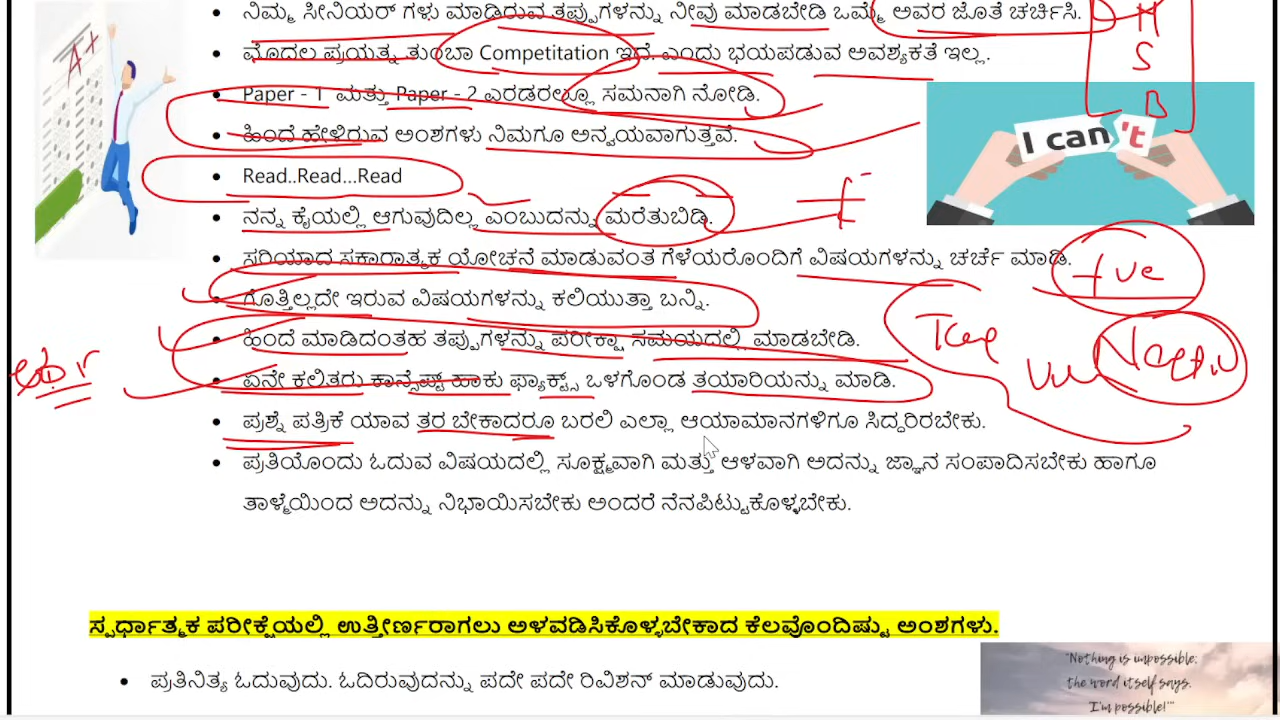 ನಿಮ್ಮ ಸೀನಿಯರ್ ಗಳು ಮಾಡಿರುವ ತಪ್ಪುಗಳನ್ನು ನೀವು ಮಾಡಬೇಡಿ ಒಮ್ಮೆ ಅವರ ಜೊತೆ ಚರ್ಚಿಸಿ.
H
S
B
A+
ಮೊದಲ ಪ್ರಯತ್ನ ತುಂಬಾ Competitation ಇದೆ. ಎಂದು ಭಯಪಡುವ ಅವಶ್ಯಕತೆ ಇಲ್ಲ.
Paper - 1 ಮತ್ತು Paper - 2 ಎರಡರಲ್ಲೂ ಸಮನಾಗಿ ನೋಡಿ.
I can't
ಹಿಂದೆ ಹೇಳಿರುವ ಅಂಶಗಳು ನಿಮಗೂ ಅನ್ವಯವಾಗುತ್ತವೆ.
Read..Read...Read
ನನ್ನ ಕೈಯಲ್ಲಿ ಆಗುವುದಿಲ್ಲ ಎಂಬುದನ್ನು ಮರೆತುಬಿಡಿ.
ಸರಿಯಾದ ಸಕಾರಾತ್ಮಕ ಯೋಚನೆ ಮಾಡುವಂತ ಗೆಳೆಯರೊಂದಿಗೆ ವಿಷಯಗಳನ್ನು ಚರ್ಚೆ ಮಾಡಿ.
+ve
ಗೊತ್ತಿಲ್ಲದೇ ಇರುವ ವಿಷಯಗಳನ್ನು ಕಲಿಯುತ್ತಾ ಬನ್ನಿ.
ಹಿಂದೆ ಮಾಡಿದಂತಹ ತಪ್ಪುಗಳನ್ನು ಪರೀಕ್ಷಾ ಸಮಯದಲ್ಲಿ ಮಾಡಬೇಡಿ.
ಏನೇ ಕಲಿತರು ಕಾನ್ಸೆಪ್ಟ್ ಹಾಕು ಫ್ಯಾಕ್ಟ್ಸ್ ಒಳಗೊಂಡ ತಯಾರಿಯನ್ನು ಮಾಡಿ.
ಪ್ರಶ್ನೆ ಪತ್ರಿಕೆ ಯಾವ ತರ ಬೇಕಾದರೂ ಬರಲಿ ಎಲ್ಲಾ ಆಯಾಮಾನಗಳಿಗೂ ಸಿದ್ಧರಿರಬೇಕು.
ಪ್ರತಿಯೊಂದು ಓದುವ ವಿಷಯದಲ್ಲಿ ಸೂಕ್ಷ್ಮವಾಗಿ ಮತ್ತು ಆಳವಾಗಿ ಅದನ್ನು ಜ್ಞಾನ ಸಂಪಾದಿಸಬೇಕು ಹಾಗೂ
ತಾಳ್ಮೆಯಿಂದ ಅದನ್ನು ನಿಭಾಯಿಸಬೇಕು ಅಂದರೆ ನೆನಪಿಟ್ಟುಕೊಳ್ಳಬೇಕು.
ಸ್ಪರ್ಧಾತ್ಮಕ ಪರೀಕ್ಷೆಯಲ್ಲಿ ಉತ್ತೀರ್ಣರಾಗಲು ಅಳವಡಿಸಿಕೊಳ್ಳಬೇಕಾದ ಕೆಲವೊಂದಿಷ್ಟು ಅಂಶಗಳು.
"Nothing is impossible;
the word itself says,
I'm possible!"
ಪ್ರತಿನಿತ್ಯ ಓದುವುದು. ಓದಿರುವುದನ್ನು ಪದೇ ಪದೇ ರಿವಿಶನ್ ಮಾಡುವುದು.